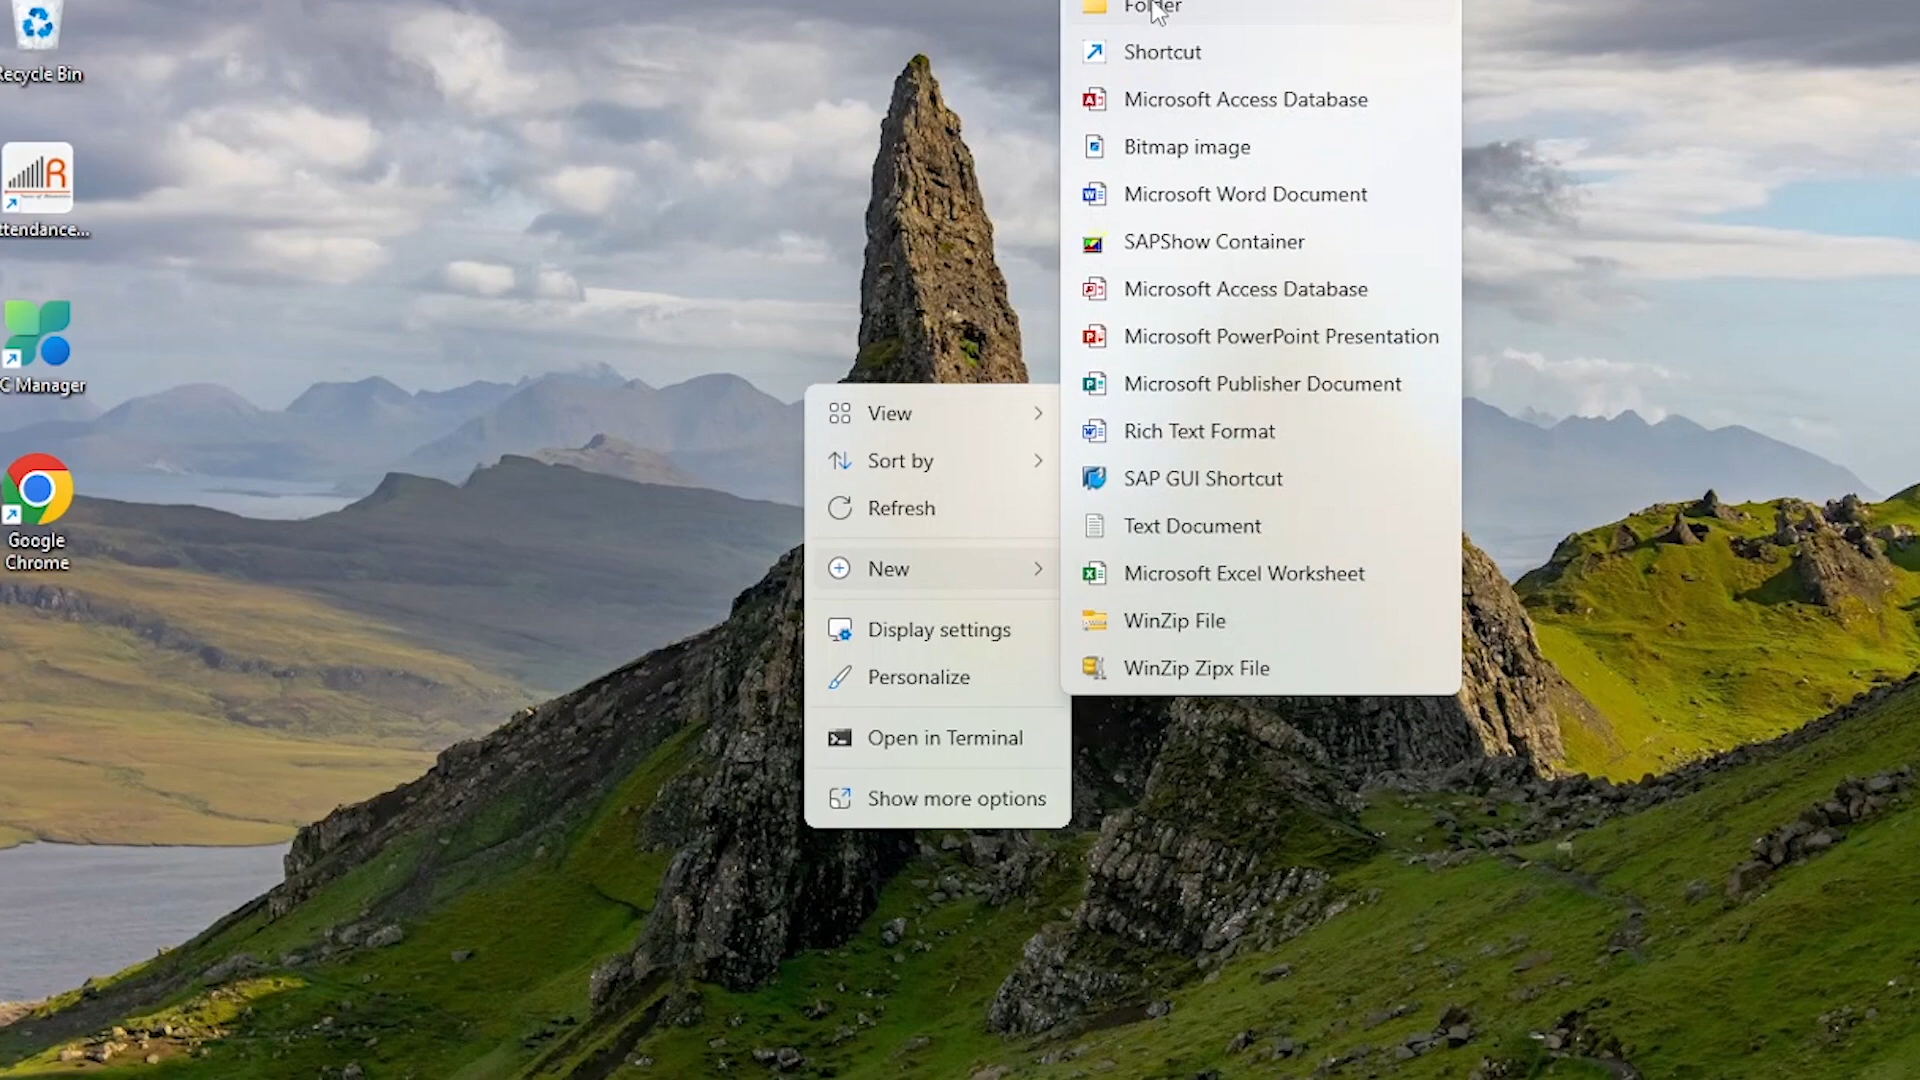 Recycle Bin
ttendance...
C Manager
Google
Chrome
View
Sort by
Refresh
New
Display settings
Personalize
Open in Terminal
Show more options
Folder
Shortcut
Microsoft Access Database
Bitmap image
Microsoft Word Document
SAPShow Container
Microsoft Access Database
Microsoft PowerPoint Presentation
Microsoft Publisher Document
Rich Text Format
SAP GUI Shortcut
Text Document
Microsoft Excel Worksheet
WinZip File
WinZip Zipx File